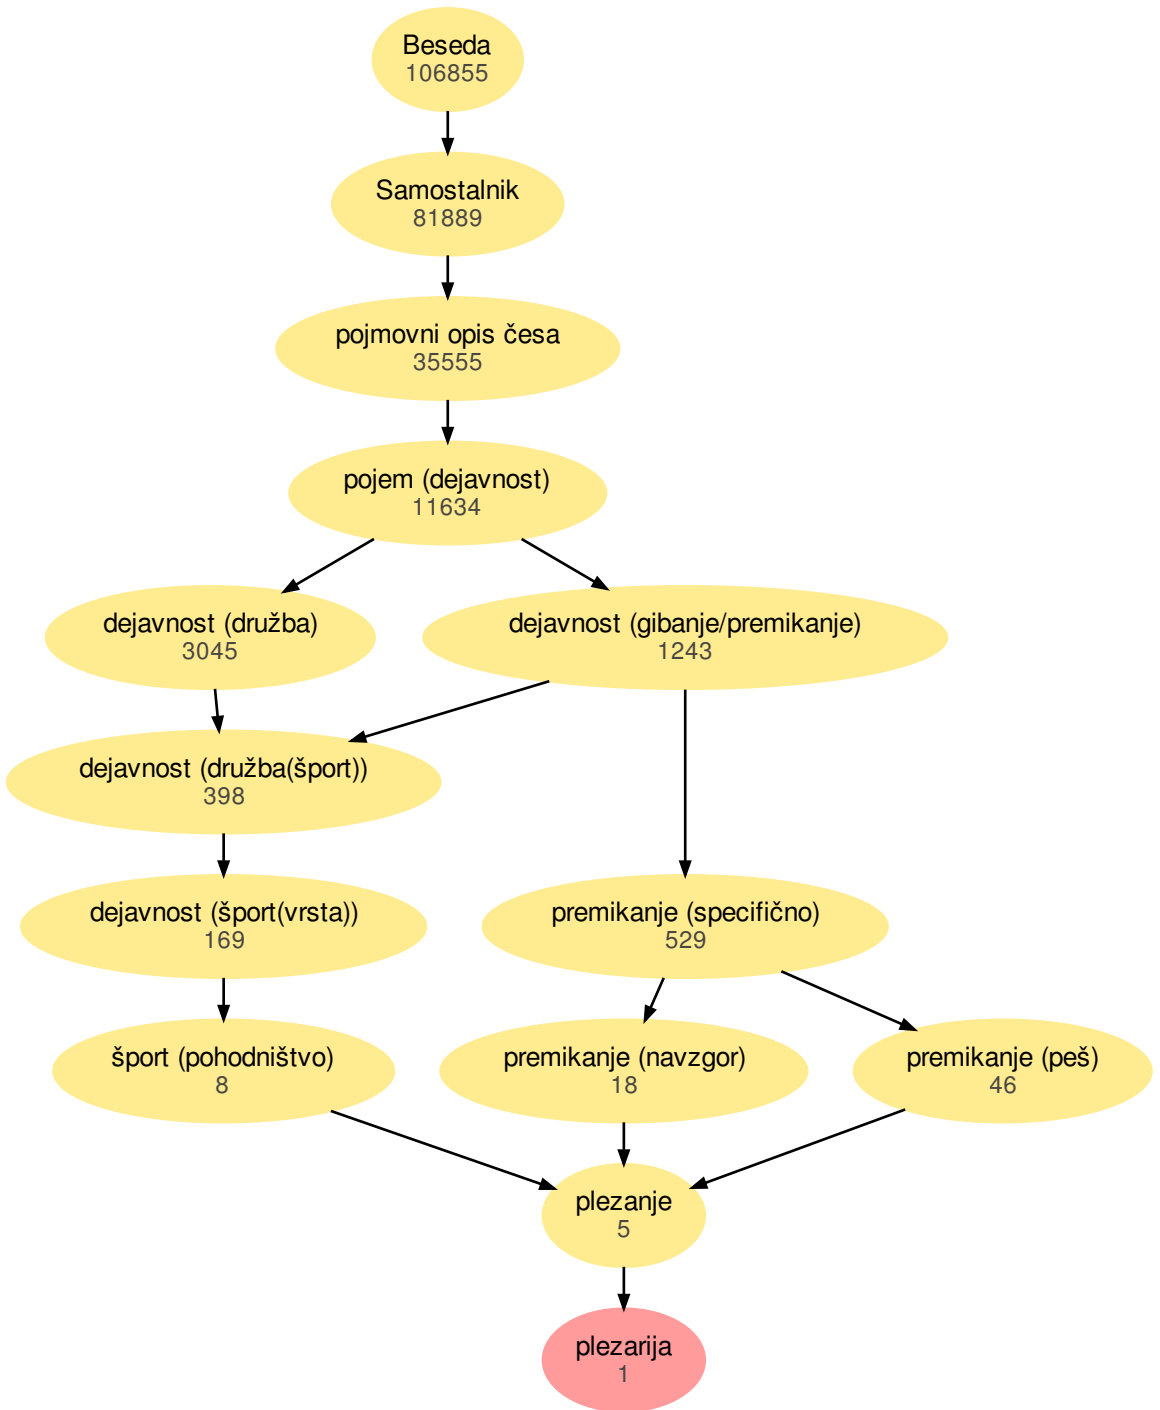 Beseda
106855
Samostalnik
81889
pojmovni opis česa
35555
pojem (dejavnost)
11634
dejavnost (družba)
3045
dejavnost (gibanje/premikanje)
1243
dejavnost (družba(šport))
398
dejavnost (šport(vrsta))
169
premikanje (specifično)
529
šport (pohodništvo)
8
premikanje (navzgor)
18
premikanje (peš)
46
plezanje
5
plezarija
1